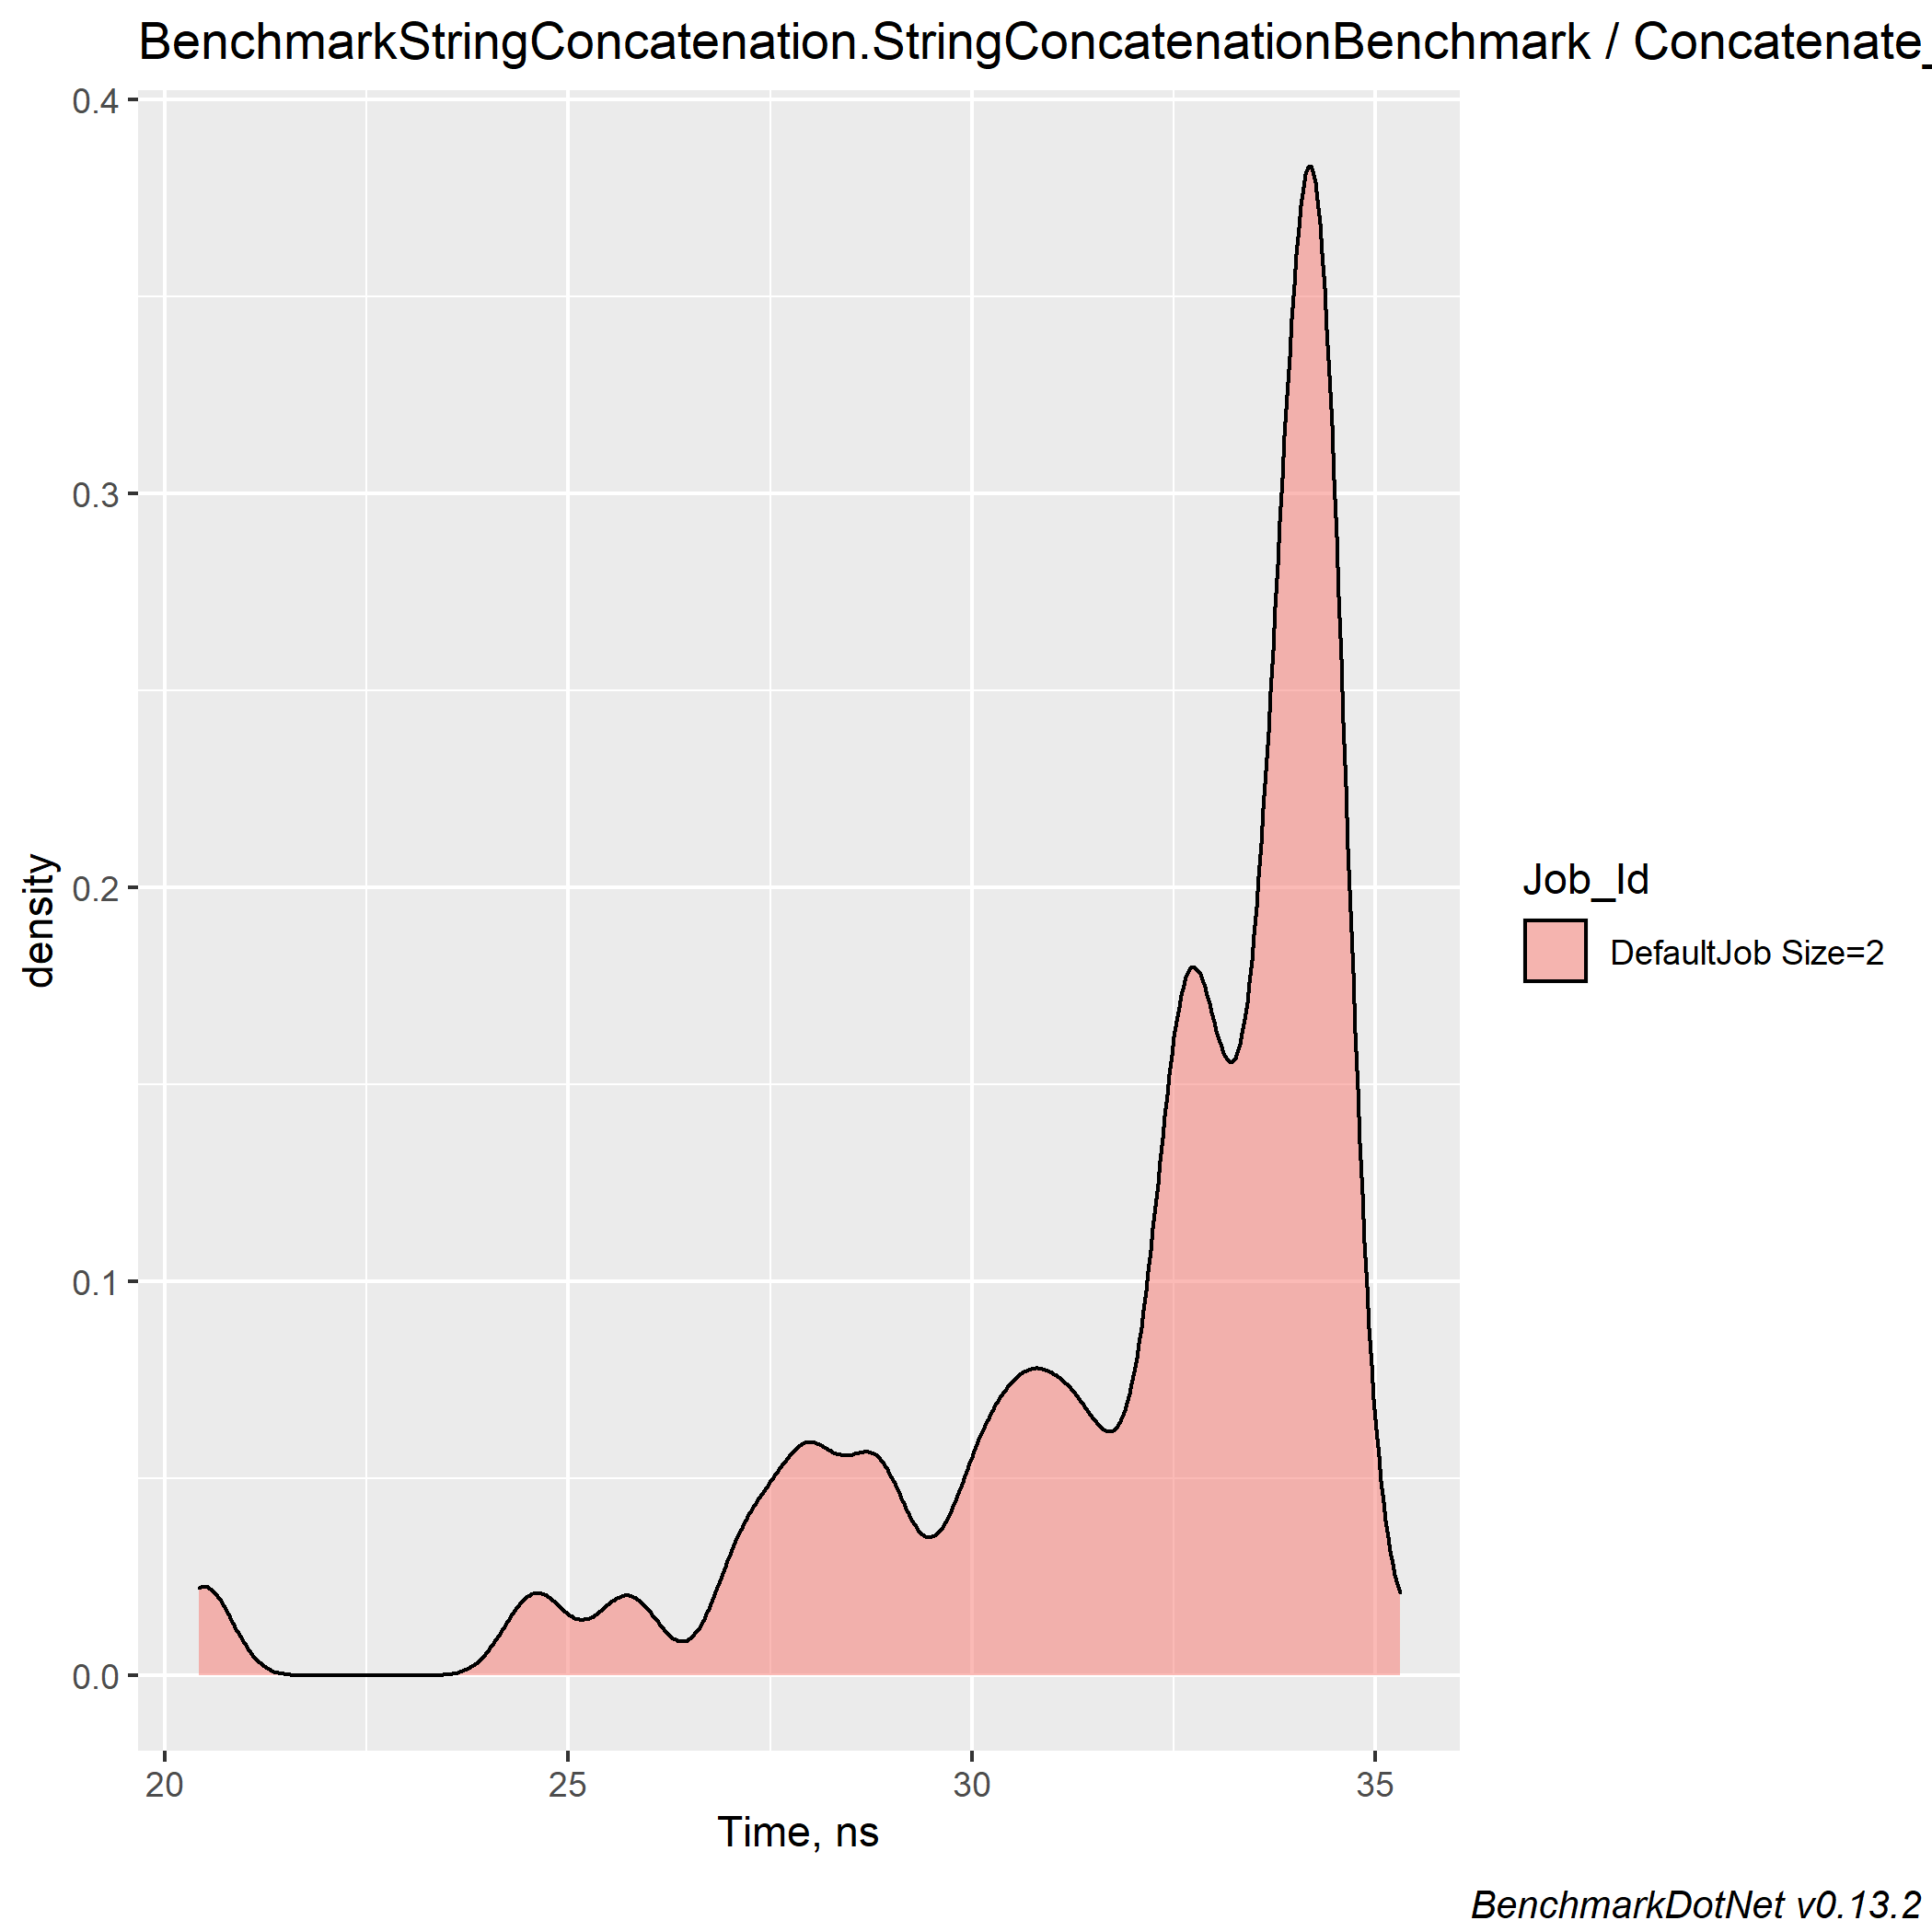 BenchmarkStringConcatenation.StringConcatenationBenchmark / Concatenate_
0.4
0.3
0.2
0.1
0.0
density
20 25 30 35
Time, ns
Job_Id
DefaultJob Size=2
BenchmarkDotNet v0.13.2